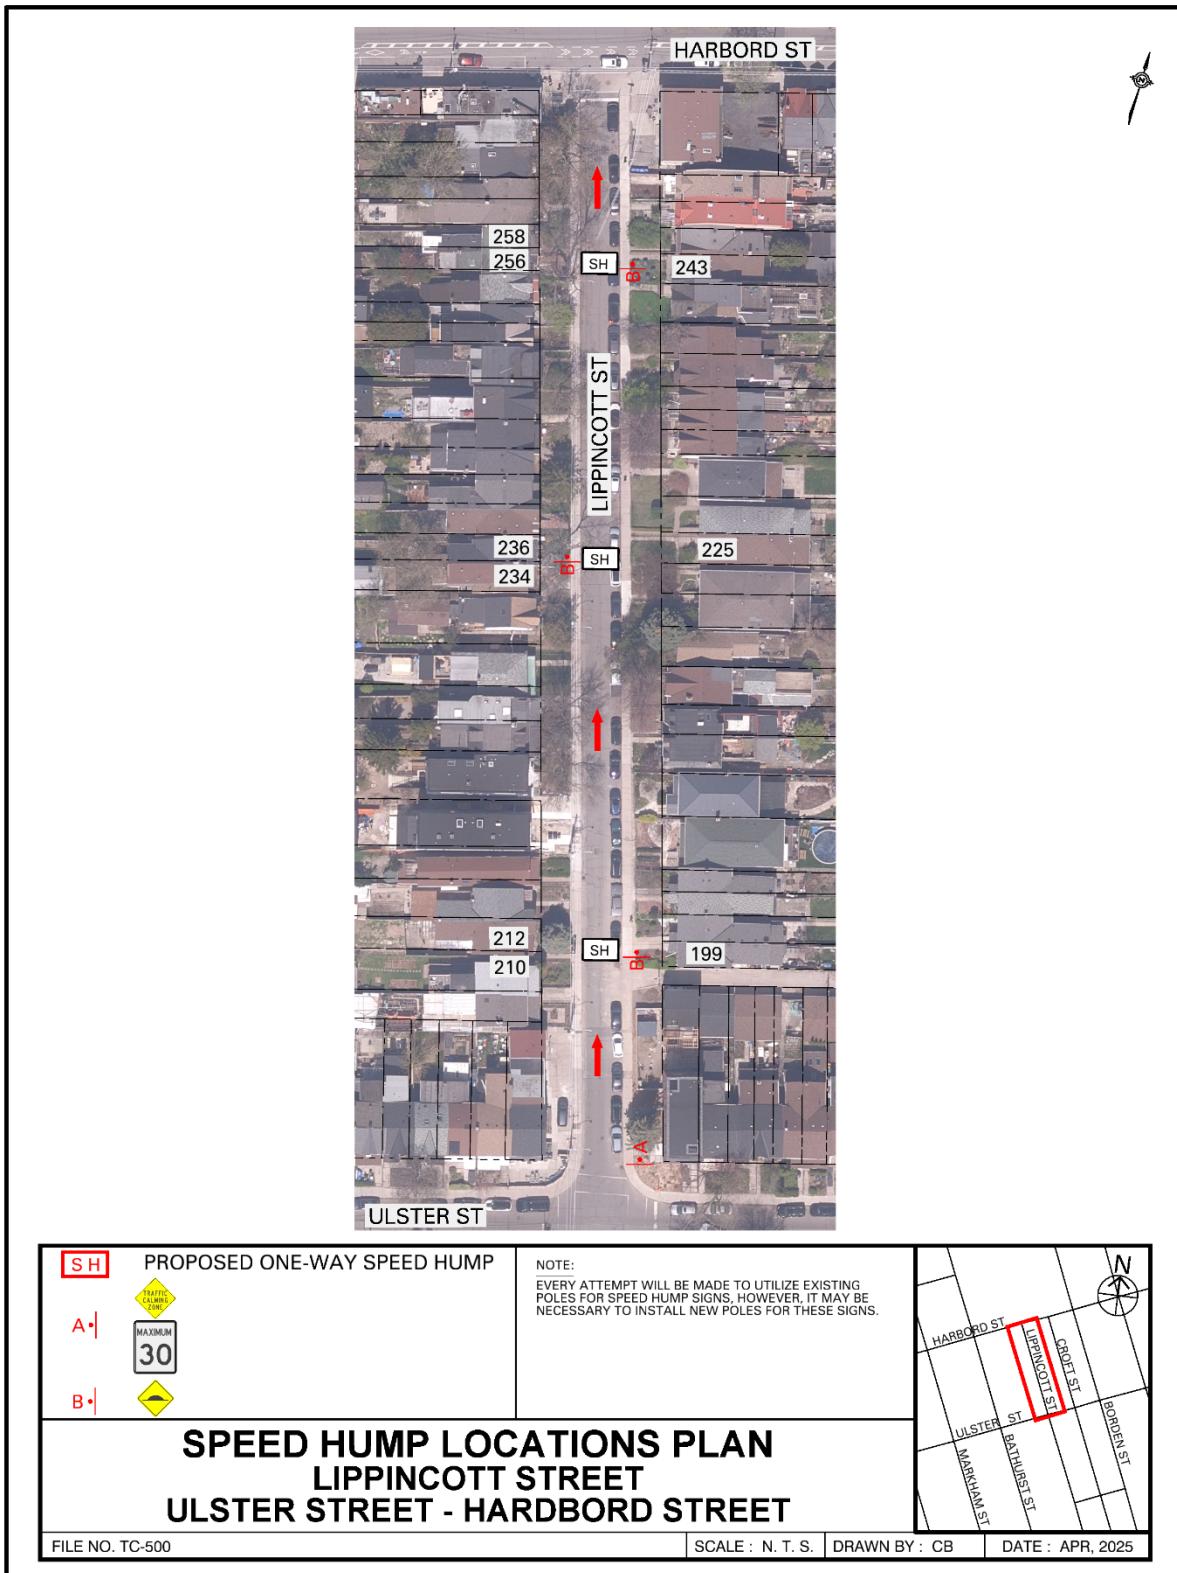 HARBORD ST
258
256
SH
B
243
LIPPINCOTT ST
236
234
B
SH
225
212
210
SH
B
199
A
ULSTER ST
SH PROPOSED ONE-WAY SPEED HUMP
TRAFFIC
CALMING
ZONE
A
MAXIMUM
30
B
NOTE:
EVERY ATTEMPT WILL BE MADE TO UTILIZE EXISTING
POLES FOR SPEED HUMP SIGNS, HOWEVER, IT MAY BE
NECESSARY TO INSTALL NEW POLES FOR THESE SIGNS.
N
HARBORD ST
LIPPINCOTT ST
CROFT ST
ULSTER ST
BORDEN ST
BATHURST ST
MARKHAM ST
SPEED HUMP LOCATIONS PLAN
LIPPINCOTT STREET
ULSTER STREET - HARDBORD STREET
FILE NO. TC-500
SCALE : N. T. S.
DRAWN BY : CB
DATE : APR, 2025